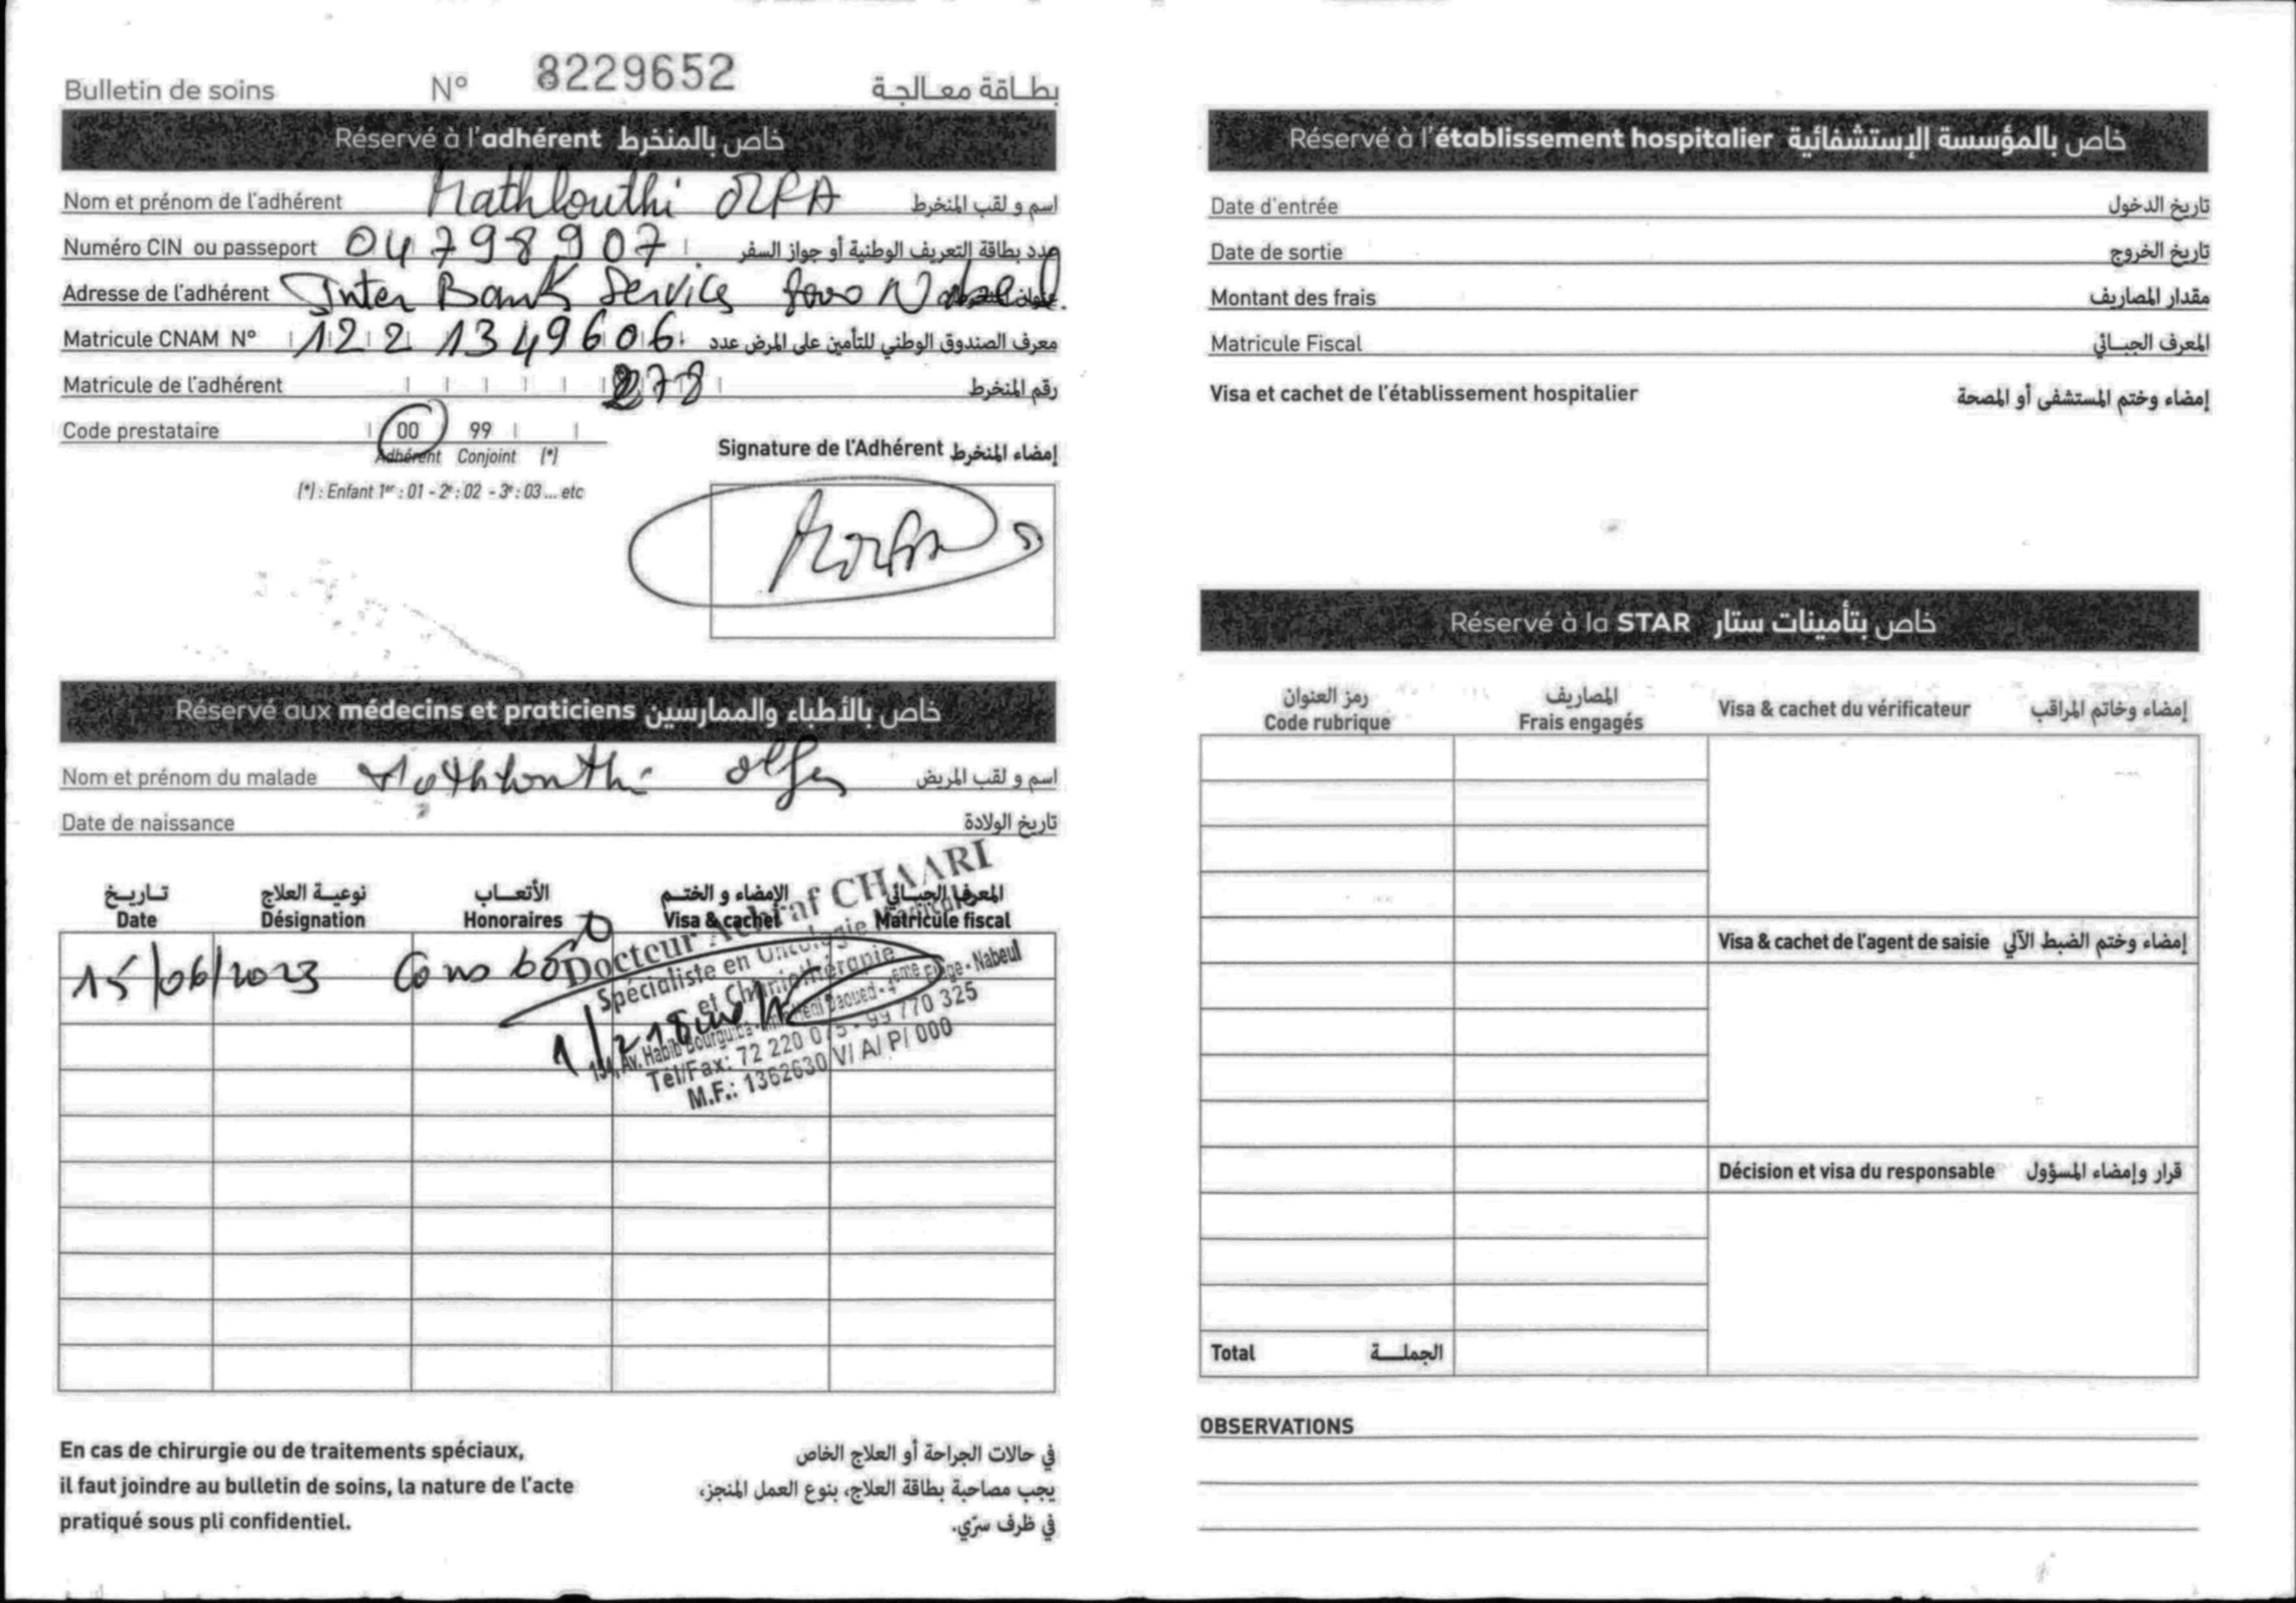 Bulletin de soins N° 8229652 بطاقة معالجة
Réservé à l'adhérent خاص بالمنخرط
Nom et prénom de l'adhérent Mathlouthi OLFA اسم و لقب المنخرط
Numéro CIN ou passeport 04798907 عدد بطاقة التعريف الوطنية أو جواز السفر
Adresse de l'adhérent Inter Bank Services 8000 Nabeul
Matricule CNAM N° 122 1349606 معرف الصندوق الوطني للتأمين على المرض عدد
Matricule de l'adhérent 278 رقم المنخرط
Code prestataire 00 99
Adhérent Conjoint (*)
(*) : Enfant 1er : 01 - 2e : 02 - 3e : 03 ... etc
Signature de l'Adhérent إمضاء المنخرط
Réservé aux médecins et praticiens خاص بالأطباء والممارسين
Nom et prénom du malade Mathlouthi olfa اسم و لقب المريض
Date de naissance تاريخ الولادة
تاريخ نوعية العلاج الأتعاب الإمضاء و الختم المعرف الجبائي
Date Désignation Honoraires Visa & cachet Matricule fiscal
15/06/2023 Cons
Docteur Achraf CHAARI
Spécialiste en Oncologie Médicale
et Chimiothérapie
Av. Habib Bourguiba - Daoued - 4ème Etage - Nabeul
Tél/Fax: 72 220 - 99 770 325
M.F.: 1362630 V/ A/ P/ 000
En cas de chirurgie ou de traitements spéciaux,
il faut joindre au bulletin de soins, la nature de l'acte
pratiqué sous pli confidentiel.
في حالات الجراحة أو العلاج الخاص
يجب مصاحبة بطاقة العلاج، بنوع العمل المنجز،
في ظرف سرّي.
Réservé à l'établissement hospitalier خاص بالمؤسسة الإستشفائية
Date d'entrée تاريخ الدخول
Date de sortie تاريخ الخروج
Montant des frais مقدار المصاريف
Matricule Fiscal المعرف الجبائي
Visa et cachet de l'établissement hospitalier إمضاء وختم المستشفى أو المصحة
Réservé à la STAR خاص بتأمينات ستار
رمز العنوان المصاريف
Code rubrique Frais engagés Visa & cachet du vérificateur إمضاء وخاتم المراقب
Visa & cachet de l'agent de saisie إمضاء وختم الضبط الآلي
Décision et visa du responsable قرار وإمضاء المسؤول
Total الجملة
OBSERVATIONS